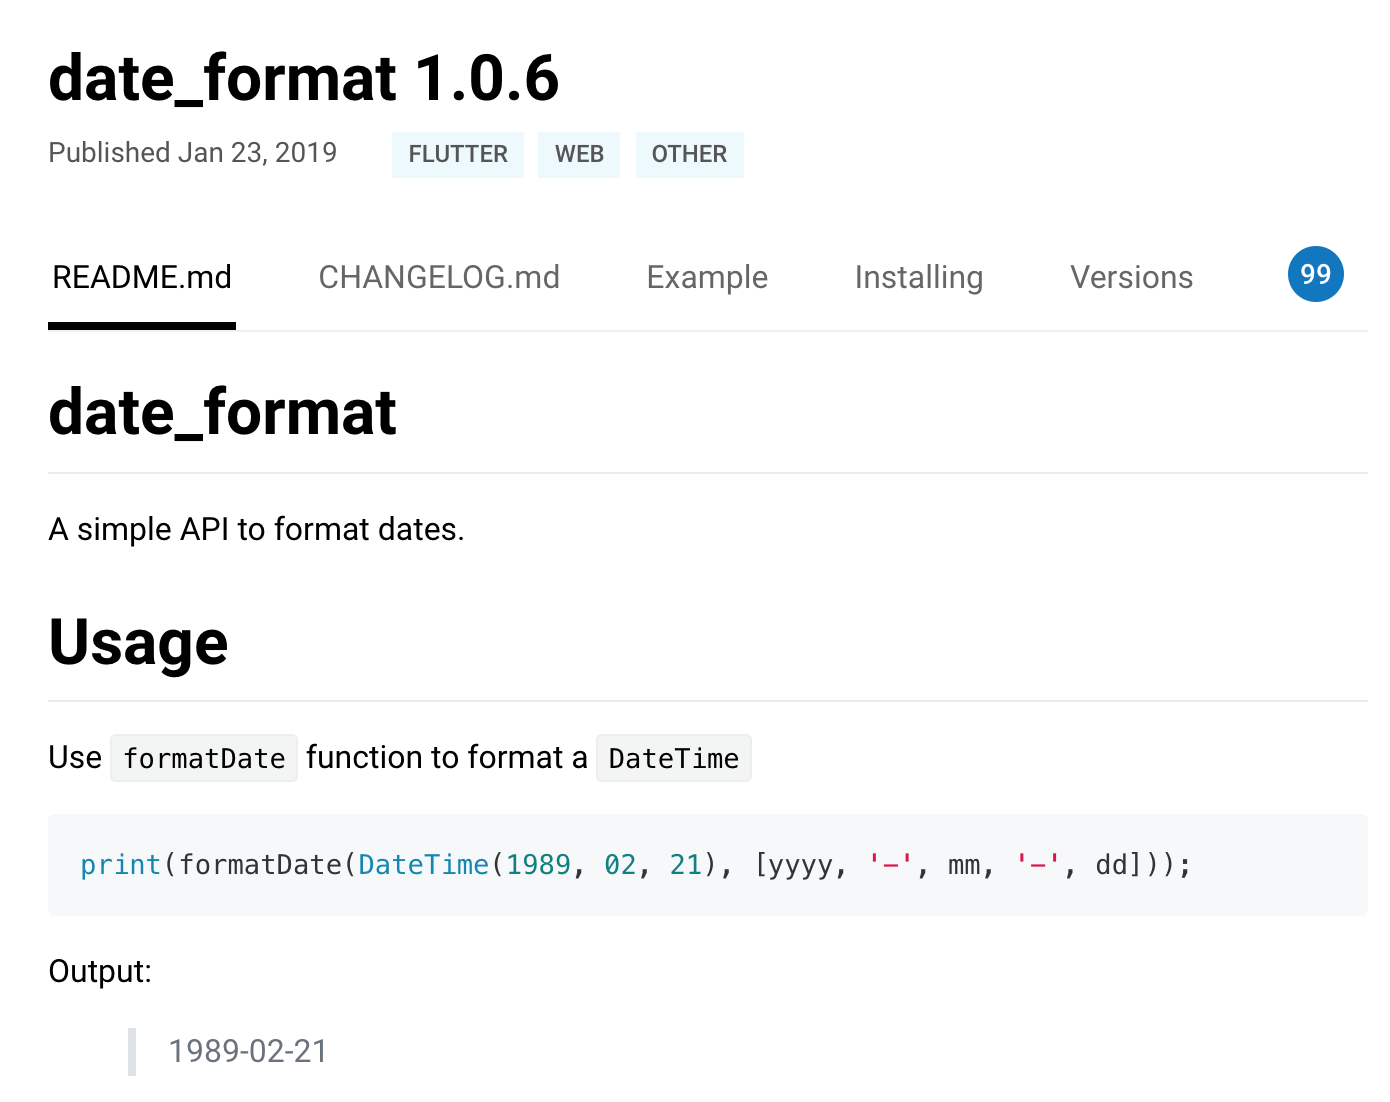 date_format 1.0.6
Published Jan 23, 2019 FLUTTER WEB OTHER
README.md CHANGELOG.md Example Installing Versions 99
date_format
A simple API to format dates.
Usage
Use formatDate function to format a DateTime
print(formatDate(DateTime(1989, 02, 21), [yyyy, '-', mm, '-', dd]));
Output:
1989-02-21